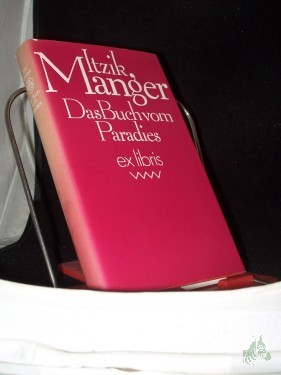 Itzik
Manger
Das Buch vom
Paradies
ex libris